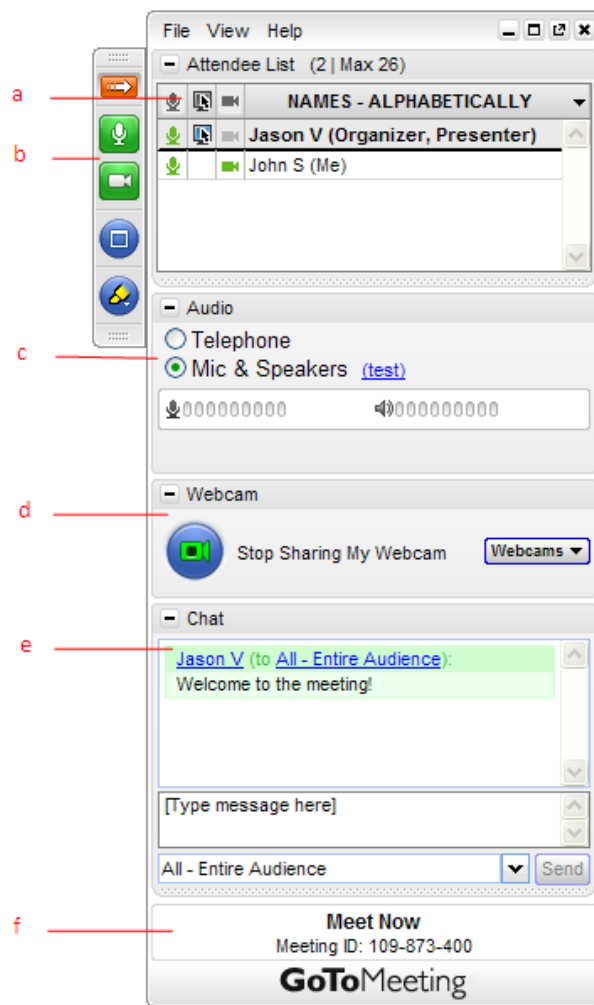 File View Help
Attendee List (2 | Max 26)
a
NAMES - ALPHABETICALLY
Jason V (Organizer, Presenter)
b
John S (Me)
Audio
Telephone
c
Mic & Speakers (test)
000000000 000000000
Webcam
d
Stop Sharing My Webcam
Webcams
Chat
e
Jason V (to All - Entire Audience):
Welcome to the meeting!
[Type message here]
All - Entire Audience
Send
Meet Now
f
Meeting ID: 109-873-400
GoToMeeting